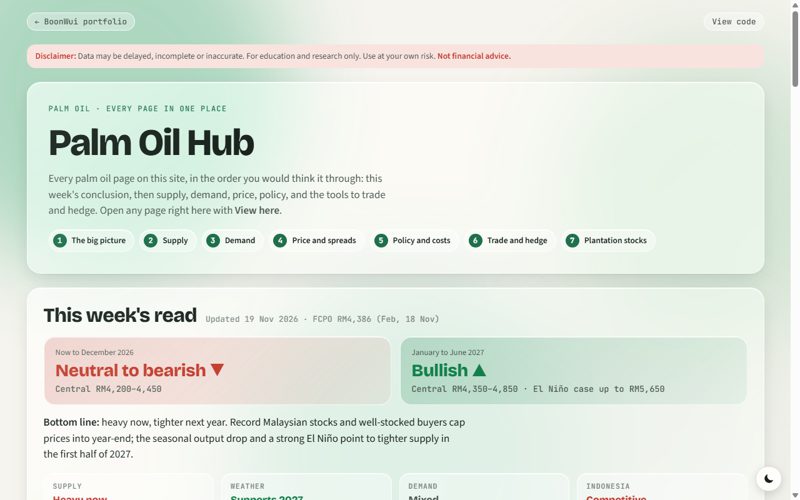 ← BoonWui portfolio
View code
Disclaimer: Data may be delayed, incomplete or inaccurate. For education and research only. Use at your own risk. Not financial advice.
PALM OIL · EVERY PAGE IN ONE PLACE
Palm Oil Hub
Every palm oil page on this site, in the order you would think it through: this
week's conclusion, then supply, demand, price, policy, and the tools to trade
and hedge. Open any page right here with View here.
1 The big picture
2 Supply
3 Demand
4 Price and spreads
5 Policy and costs
6 Trade and hedge
7 Plantation stocks
This week's read
Updated 19 Nov 2026 · FCPO RM4,386 (Feb, 18 Nov)
Now to December 2026
Neutral to bearish ▼
Central RM4,200–4,450
January to June 2027
Bullish ▲
Central RM4,350–4,850 · El Niño case up to RM5,650
Bottom line: heavy now, tighter next year. Record Malaysian stocks and well-stocked buyers cap
prices into year-end; the seasonal output drop and a strong El Niño point to tighter supply in
the first half of 2027.
SUPPLY
Heavy now
WEATHER
Supports 2027
DEMAND
Mixed
INDONESIA
Competitive